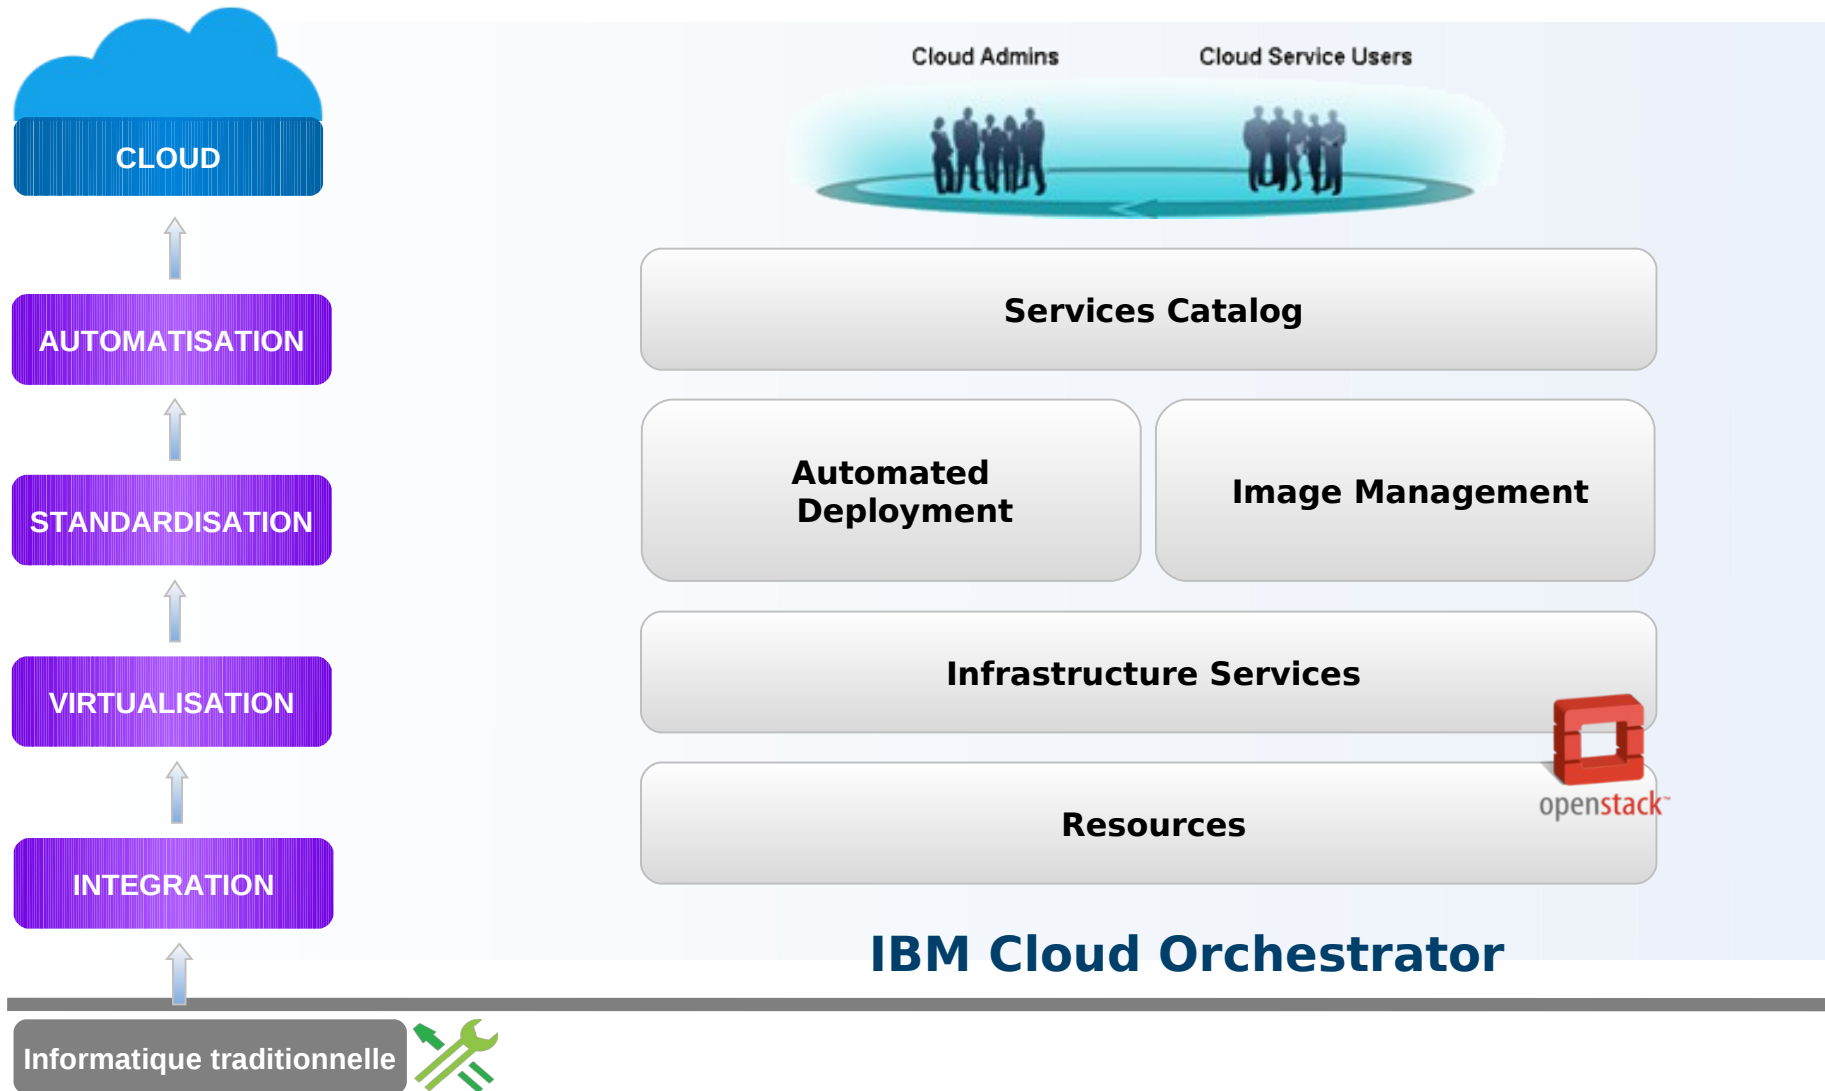 Cloud Admins
Cloud Service Users
CLOUD
Services Catalog
AUTOMATISATION
Automated
Deployment
Image Management
STANDARDISATION
Infrastructure Services
VIRTUALISATION
openstack™
Resources
INTEGRATION
IBM Cloud Orchestrator
Informatique traditionnelle